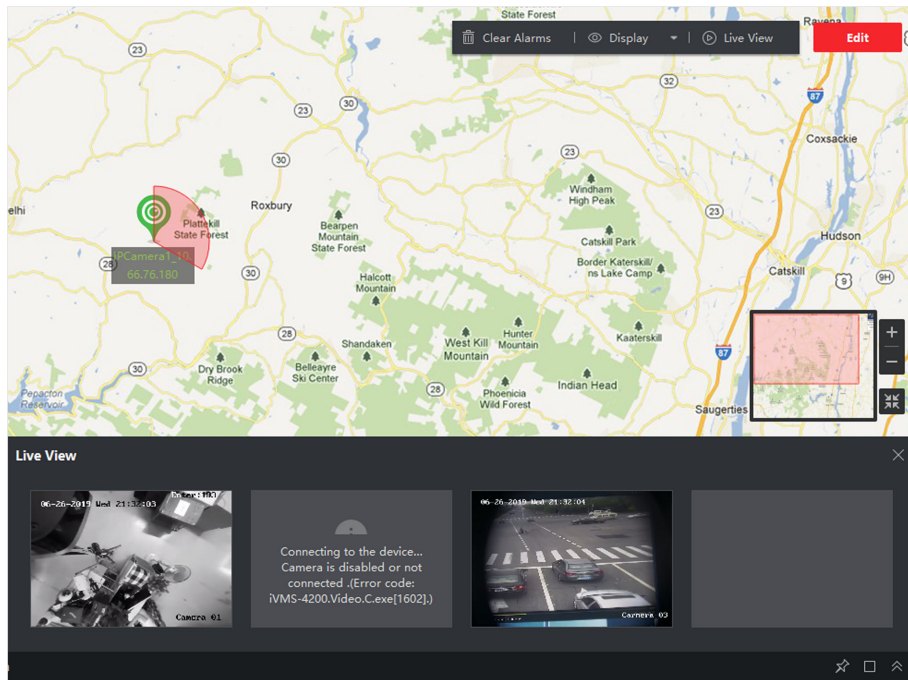 State Forest
Ravena
Clear Alarms
Display
Live View
Edit
23
32
87
30
23
Coxsackie
30
23
Windham
High Peak
elhi
Roxbury
Plattekill
State Forest
Bearpen
Mountain
State Forest
23
Catskill Park
Hudson
IPCamera1_10.
66.76.180
28
30
Border Katerskill/
ns Lake Camp
Catskill
9
9H
Halcott
Mountain
28
Shandaken
West Kill
Mountain
Hunter
Mountain
Kaaterskill
87
30
Dry Brook
Ridge
Belleayre
Ski Center
Pepacton
Reservoir
28
Phoenicia
Wild Forest
Indian Head
Saugerties
Live View
06-26-2019 Wed 21:32:03
Camera 01
Connecting to the device...
Camera is disabled or not
connected .(Error code:
iVMS-4200.Video.C.exe[1602].)
06-26-2019 Wed 21:32:04
Camera 03